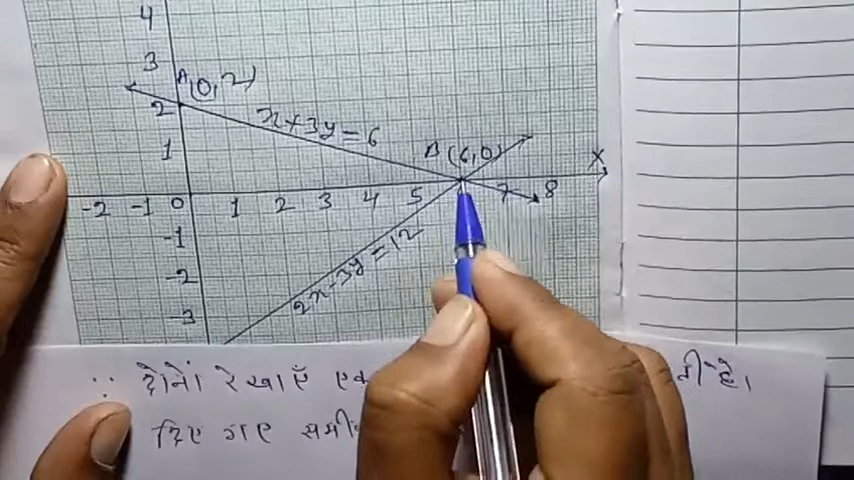 4
3
A(0,2)
2
x+3y=6
1
B(6,0)
X
-2 -1 0 1 2 3 4 5 7 8
-1
2x-3y=12
-2
-3
∵ दोनों रेखाएँ एक
दिए गए समी